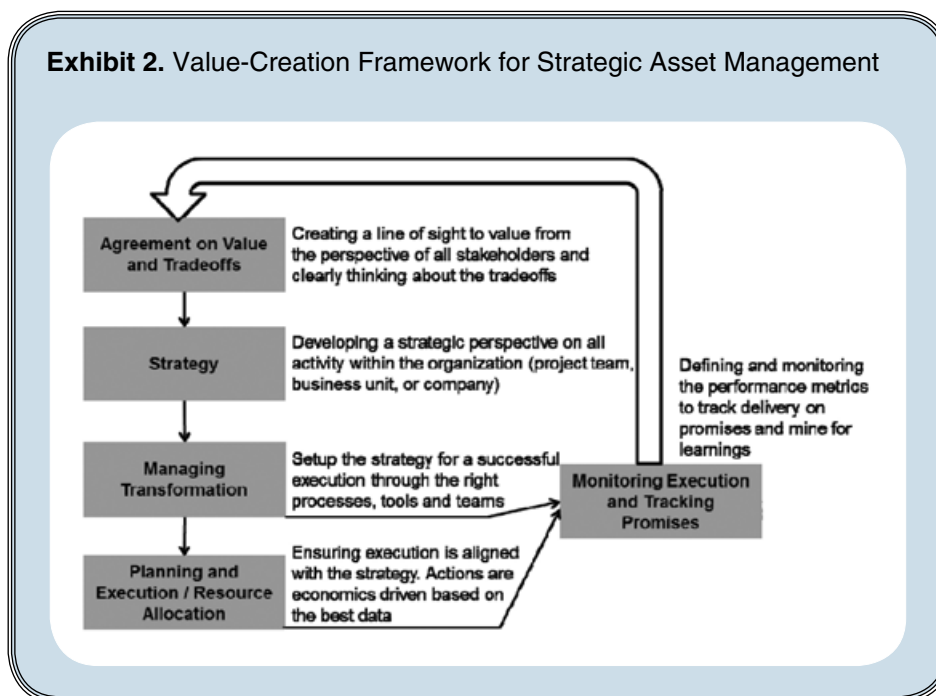 Exhibit 2. Value-Creation Framework for Strategic Asset Management
Agreement on Value
and Tradeoffs
Creating a line of sight to value from
the perspective of all stakeholders and
clearly thinking about the tradeoffs
Strategy
Developing a strategic perspective on all
activity within the organization (project team,
business unit, or company)
Defining and monitoring
the performance metrics
to track delivery on
promises and mine for
learnings
Managing
Transformation
Setup the strategy for a successful
execution through the right
processes, tools and teams
Monitoring Execution
and Tracking
Promises
Planning and
Execution / Resource
Allocation
Ensuring execution is aligned
with the strategy. Actions are
economics driven based on
the best data